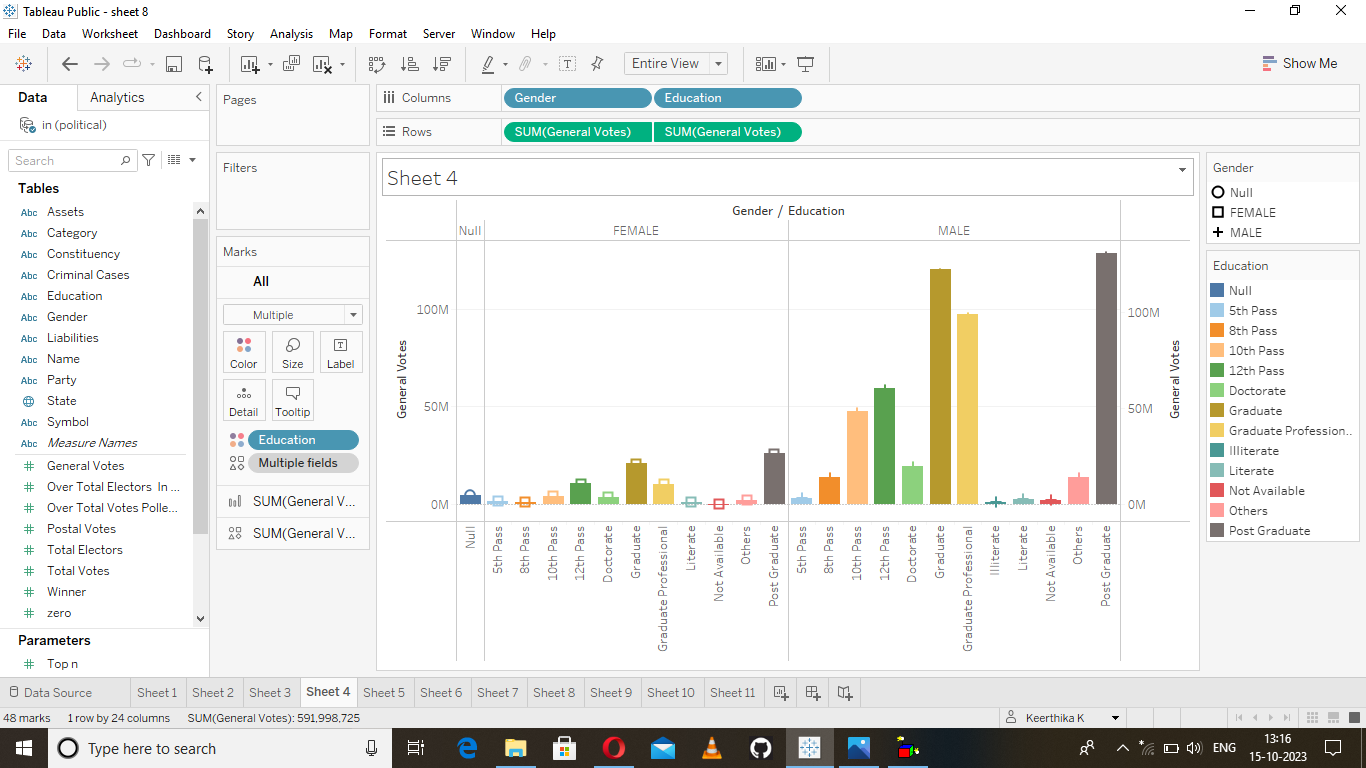 Tableau Public - sheet 8
File Data Worksheet Dashboard Story Analysis Map Format Server Window Help
Entire View
Show Me
Data Analytics
in (political)
Search
Tables
Abc Assets
Abc Category
Abc Constituency
Abc Criminal Cases
Abc Education
Abc Gender
Abc Liabilities
Abc Name
Abc Party
State
Abc Symbol
Abc Measure Names
# General Votes
# Over Total Electors In ...
# Over Total Votes Polle...
# Postal Votes
# Total Electors
# Total Votes
# Winner
# zero
Parameters
# Top n
Pages
Filters
Marks
All
Multiple
Color Size Label
Detail Tooltip
Education
Multiple fields
SUM(General V...
SUM(General V...
Columns Gender Education
Rows SUM(General Votes) SUM(General Votes)
Sheet 4
Gender / Education
Null FEMALE MALE
General Votes
100M
50M
0M
100M
50M
0M
General Votes
Null
5th Pass
8th Pass
10th Pass
12th Pass
Doctorate
Graduate
Graduate Professional
Literate
Not Available
Others
Post Graduate
5th Pass
8th Pass
10th Pass
12th Pass
Doctorate
Graduate
Graduate Professional
Illiterate
Literate
Not Available
Others
Post Graduate
Gender
Null
FEMALE
MALE
Education
Null
5th Pass
8th Pass
10th Pass
12th Pass
Doctorate
Graduate
Graduate Profession..
Illiterate
Literate
Not Available
Others
Post Graduate
Data Source Sheet 1 Sheet 2 Sheet 3 Sheet 4 Sheet 5 Sheet 6 Sheet 7 Sheet 8 Sheet 9 Sheet 10 Sheet 11
48 marks 1 row by 24 columns SUM(General Votes): 591,998,725
Keerthika K
Type here to search
ENG
13:16
15-10-2023